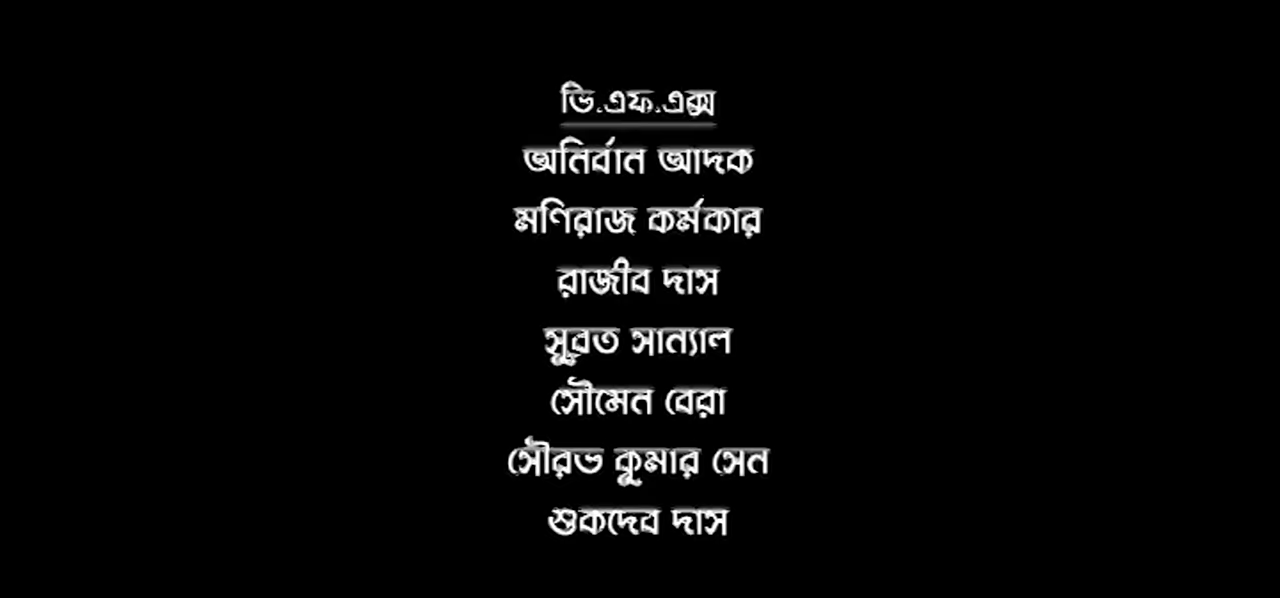 ভি.এফ.এক্স
অনির্বান আদক
মণিরাজ কর্মকার
রাজীব দাস
সুব্রত সান্যাল
সৌমেন বেরা
সৌরভ কুমার সেন
শুকদেব দাস